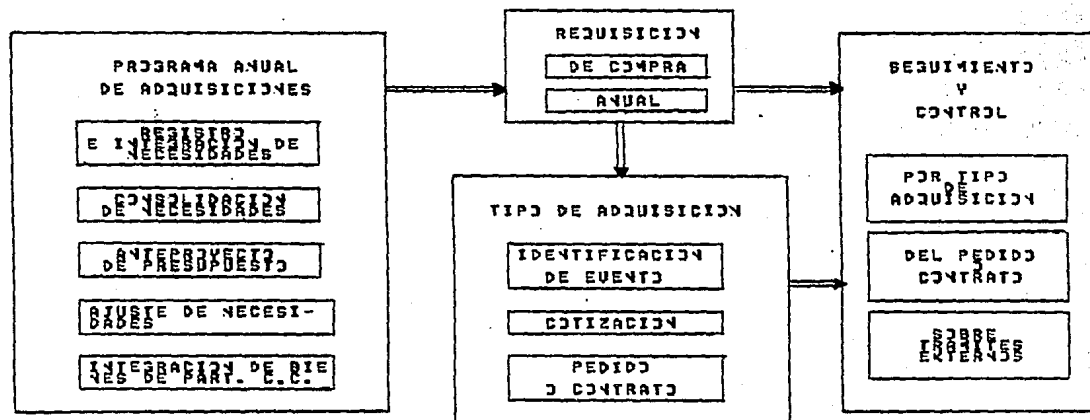 PROGRAMA ANUAL
DE ADQUISICIONES
REGISTRO
E INTEGRACION DE
NECESIDADES
CONSOLIDACION
DE NECESIDADES
ANTEPROYECTO
DE PRESUPUESTO
AJUSTE DE NECESI-
DADES
INTEGRACION DE BIE
NES DE PART. C.C.
REQUISICION
DE COMPRA
ANUAL
TIPO DE ADQUISICION
IDENTIFICACION
DE EVENTO
COTIZACION
PEDIDO
O CONTRATO
SEGUIMIENTO
Y
CONTROL
POR TIPO
DE
ADQUISICION
DEL PEDIDO
O
CONTRATO
SOBRE
TRAMITES
INTERNOS